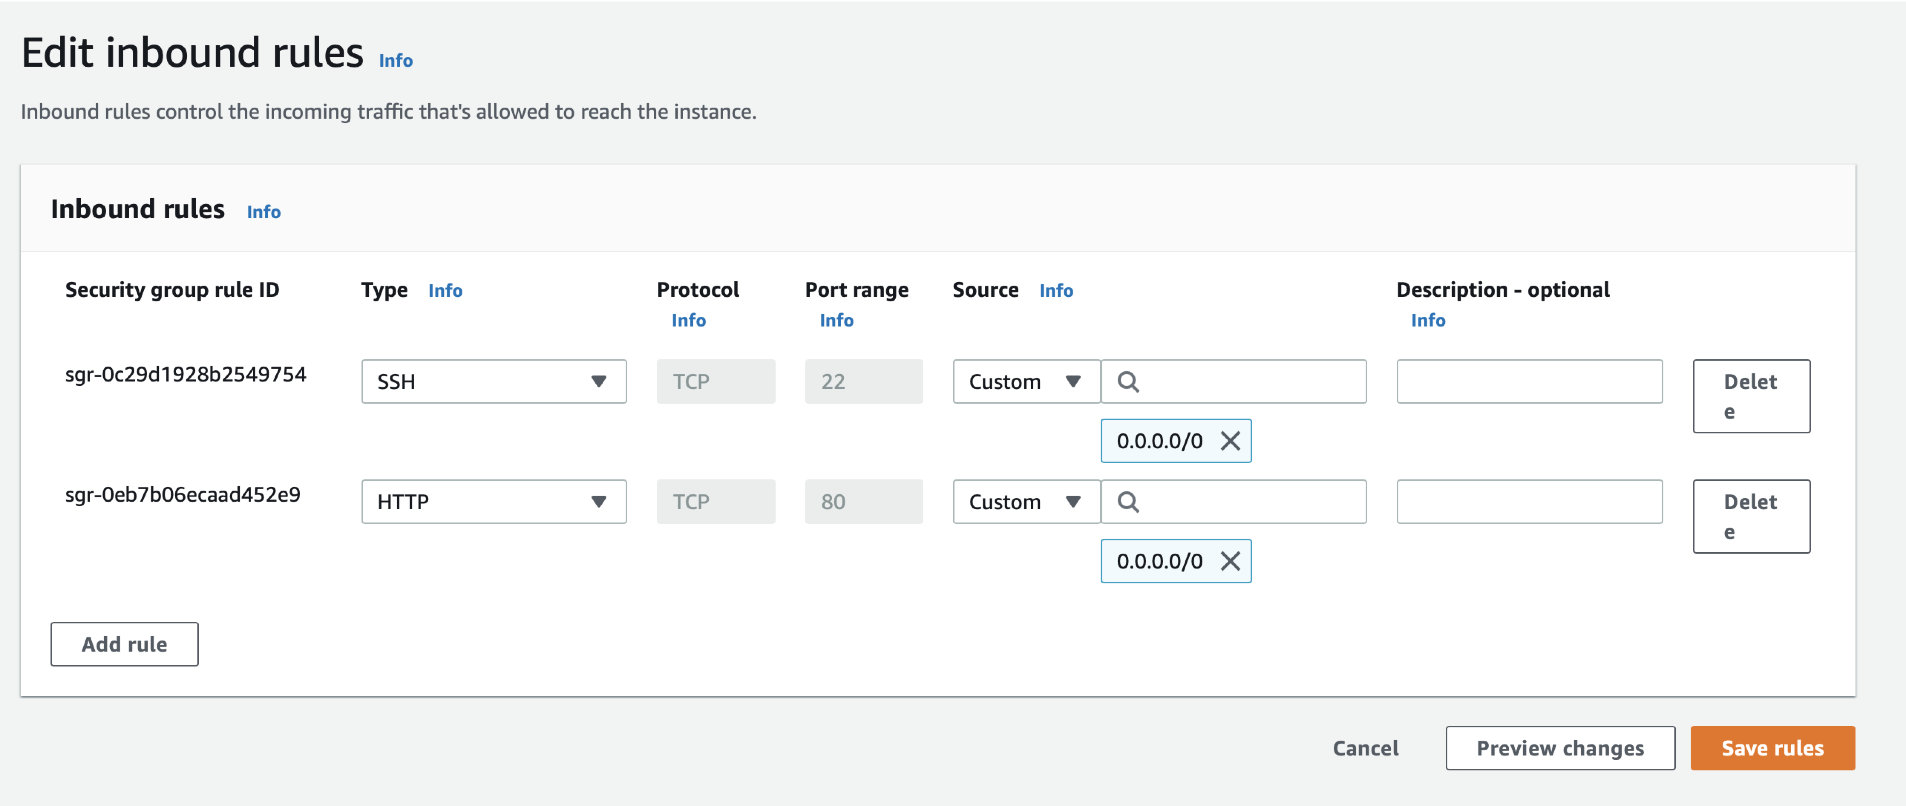 Edit inbound rules Info
Inbound rules control the incoming traffic that's allowed to reach the instance.
Inbound rules Info
Security group rule ID Type Info Protocol Info Port range Info Source Info Description - optional Info
sgr-0c29d1928b2549754 SSH TCP 22 Custom Delet
e
0.0.0.0/0
sgr-0eb7b06ecaad452e9 HTTP TCP 80 Custom Delet
e
0.0.0.0/0
Add rule
Cancel Preview changes Save rules